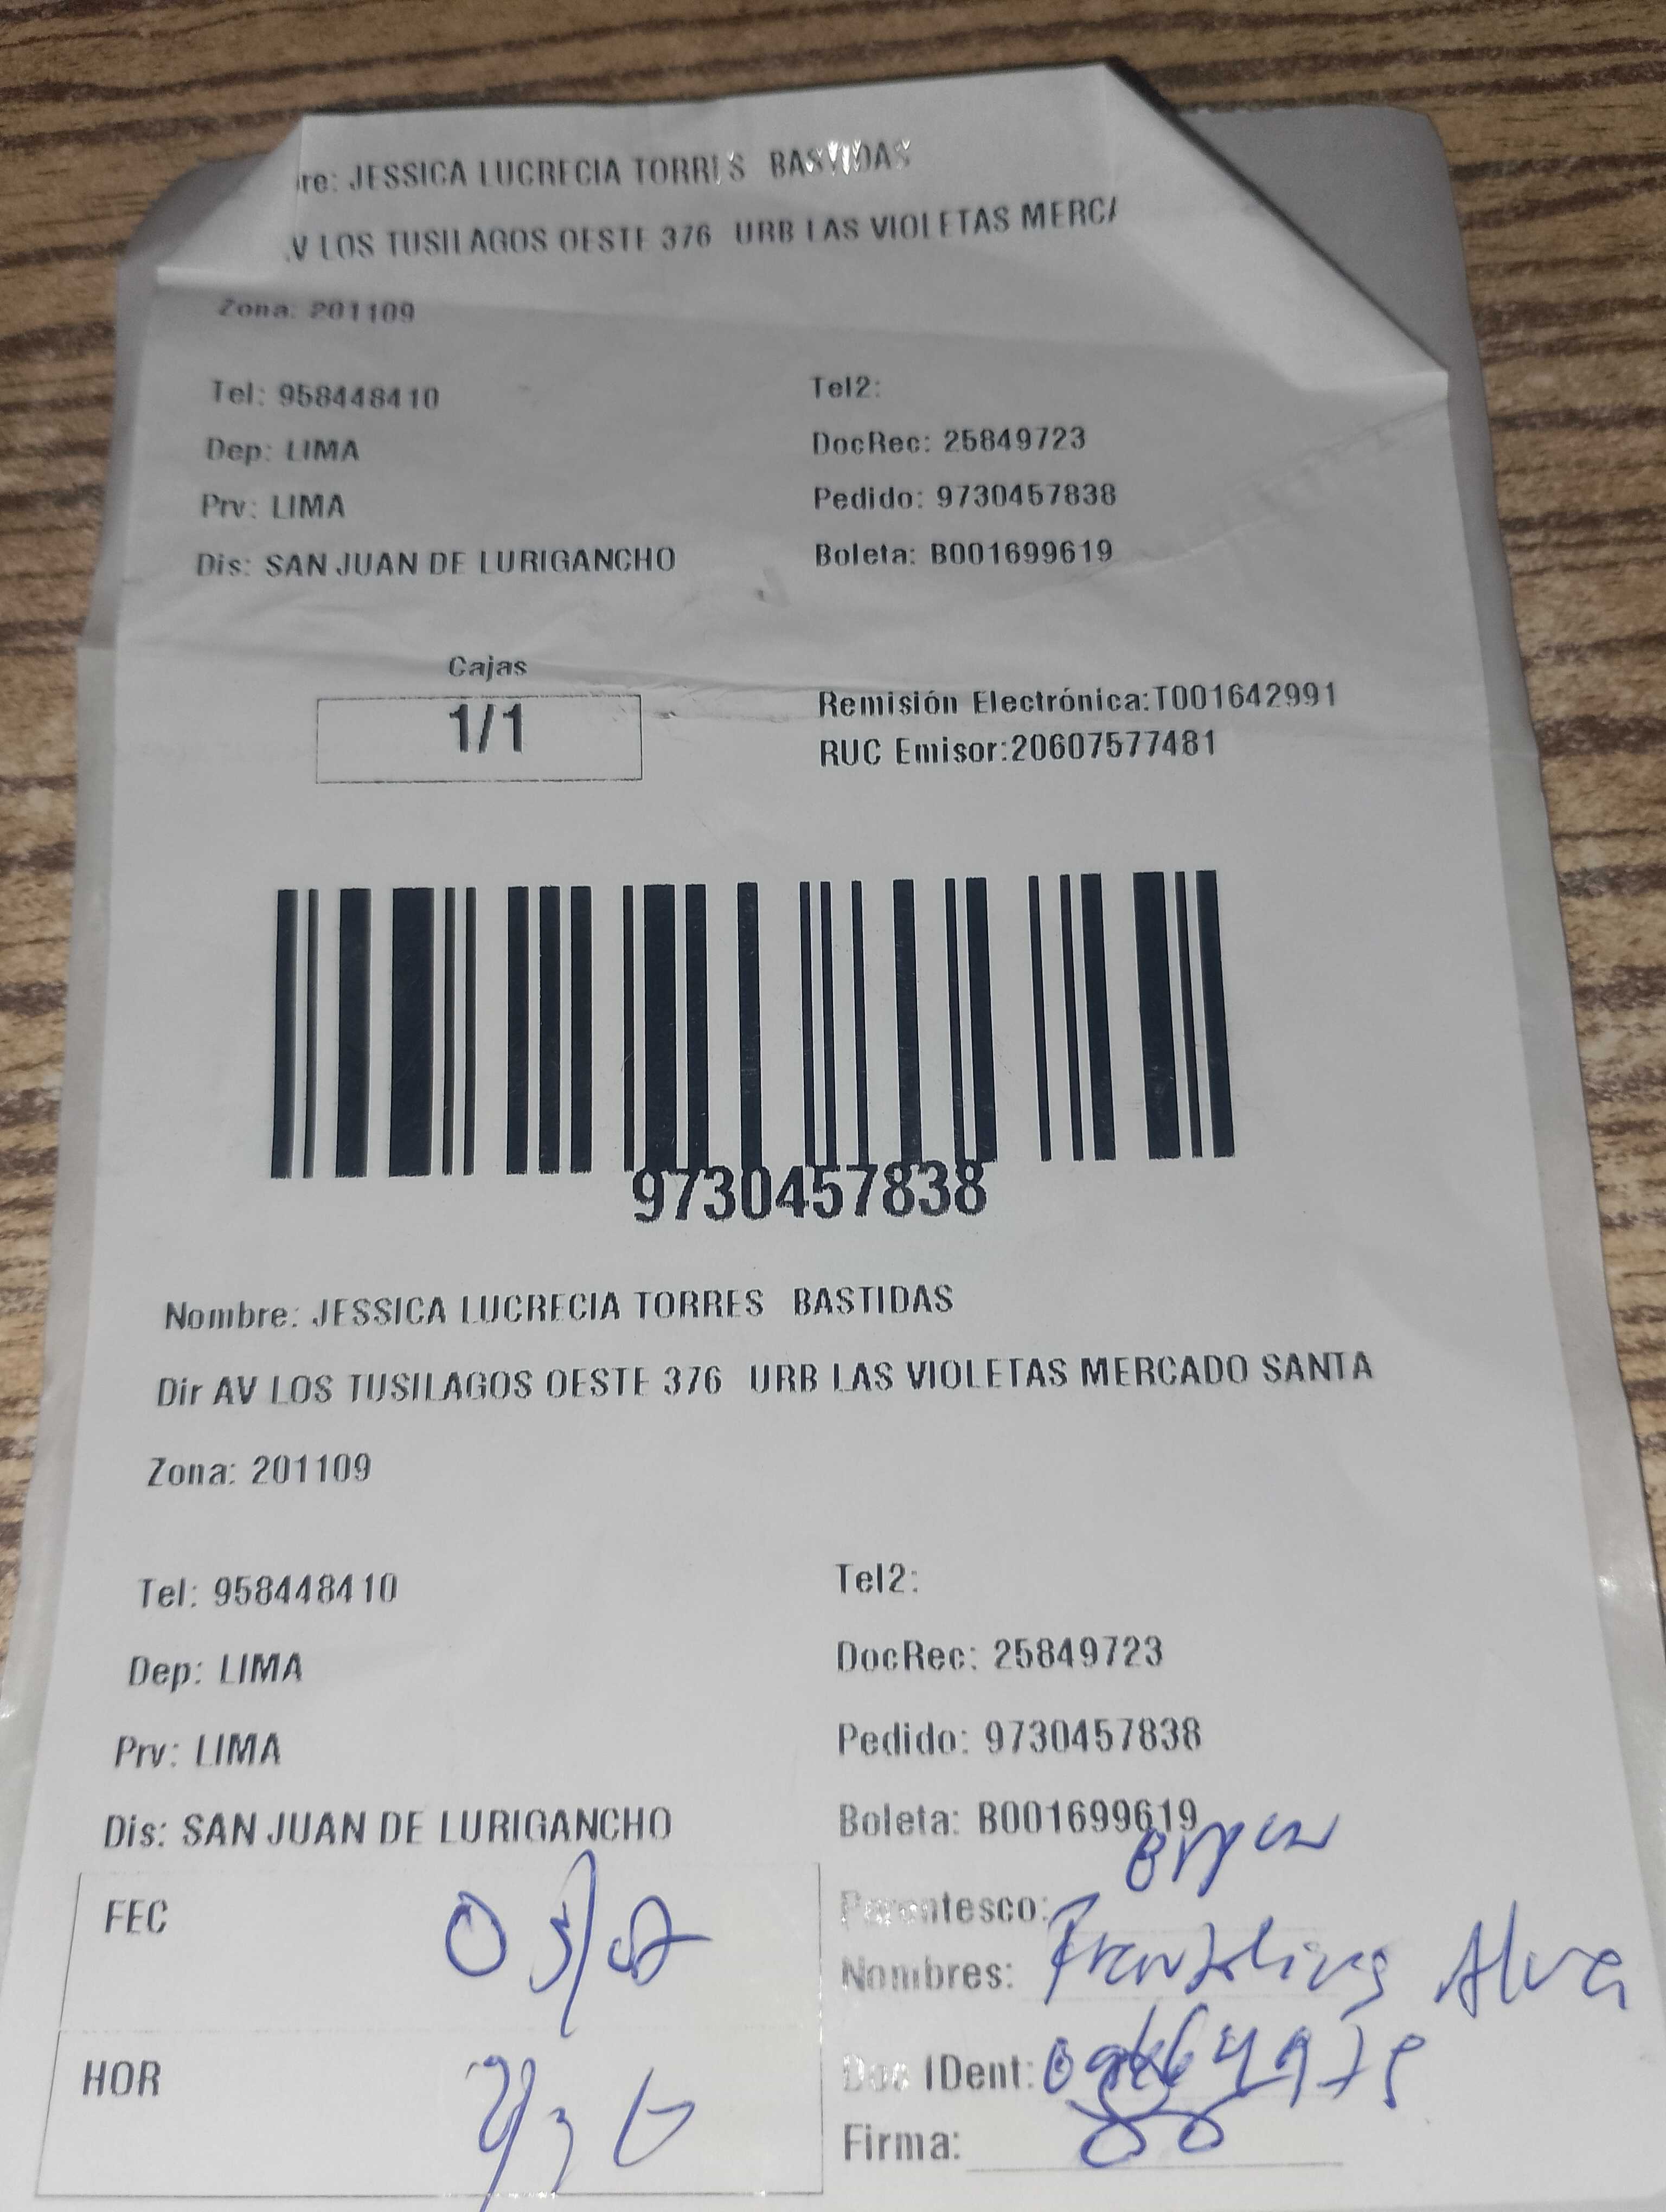 re: JESSICA LUCRECIA TORRES BASTIDAS
V LOS TUSILAGOS OESTE 376 URB LAS VIOLETAS MERCA
Zona: 201109
Tel: 958448410 Tel2:
Dep: LIMA DocRec: 25849723
Prv: LIMA Pedido: 9730457838
Dis: SAN JUAN DE LURIGANCHO Boleta: B001699619
Cajas
1/1
Remisión Electrónica:T001642991
RUC Emisor:20607577481
9730457838
Nombre: JESSICA LUCRECIA TORRES BASTIDAS
Dir AV LOS TUSILAGOS OESTE 376 URB LAS VIOLETAS MERCADO SANTA
Zona: 201109
Tel: 958448410 Tel2:
Dep: LIMA DocRec: 25849723
Prv: LIMA Pedido: 9730457838
Dis: SAN JUAN DE LURIGANCHO Boleta: B001699619
FEC
Parentesco:
Nombres: Alva
HOR
Doc IDent:
Firma: